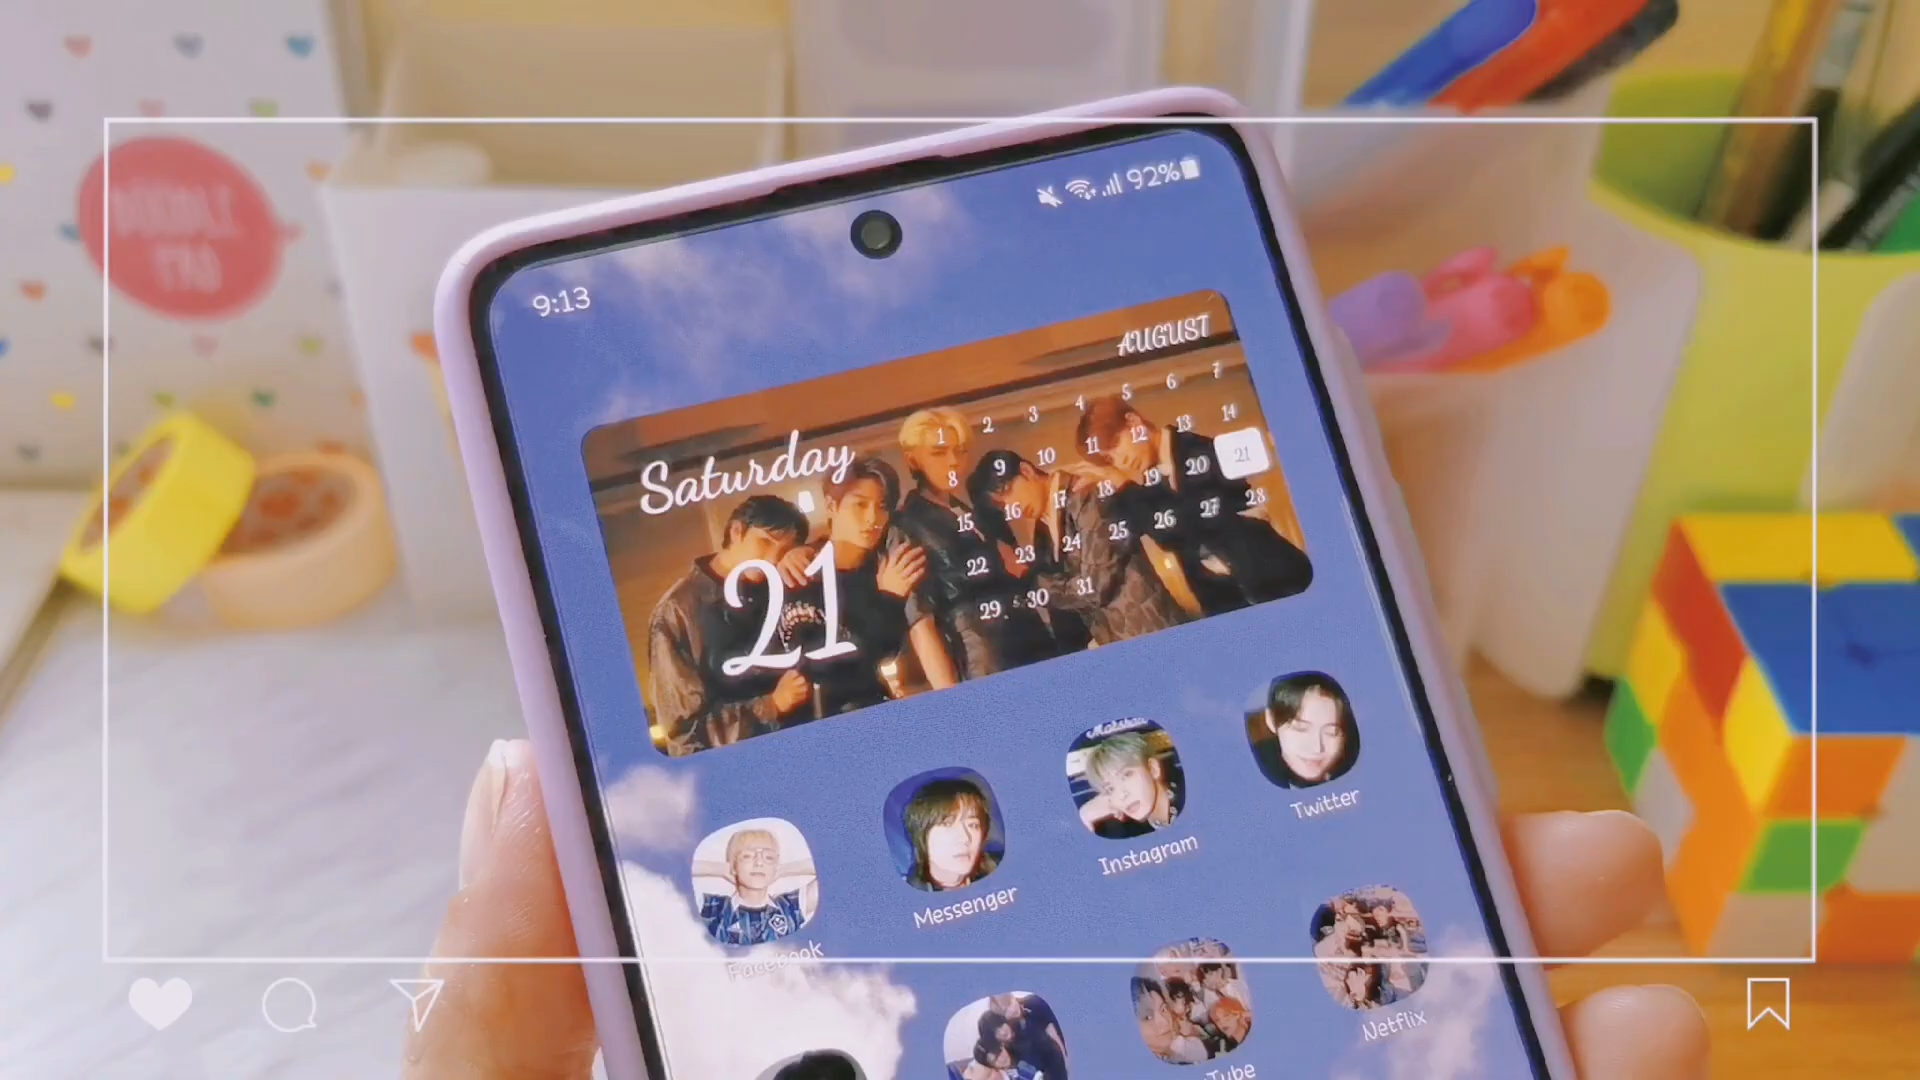 92%
9:13
AUGUST
Saturday
21
1 2 3 4 5 6 7
8 9 10 11 12 13 14
15 16 17 18 19 20 21
22 23 24 25 26 27 28
29 30 31
Facebook
Messenger
Instagram
Twitter
Tube
Netflix